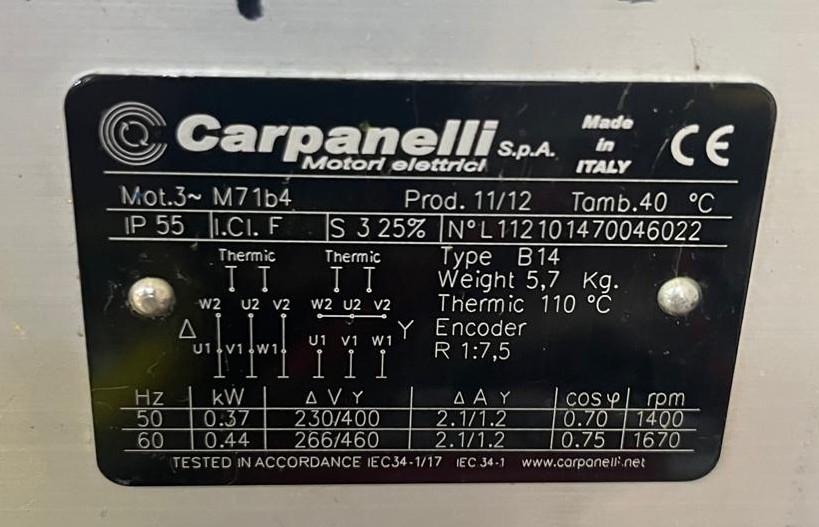 Carpanelli S.p.A.
Motori elettrici
Made in ITALY
CE
Mot.3~ M71b4 Prod. 11/12 Tamb.40 °C
IP 55 I.Cl. F S 3 25% N°L112101470046022
Thermic Thermic
Type B14
Weight 5,7 Kg.
Thermic 110 °C
Encoder
R 1:7,5
W2 U2 V2 W2 U2 V2
Δ Y
U1 V1 W1 U1 V1 W1
Hz kW Δ V Y Δ A Y cos φ rpm
50 0.37 230/400 2.1/1.2 0.70 1400
60 0.44 266/460 2.1/1.2 0.75 1670
TESTED IN ACCORDANCE IEC34-1/17 IEC 34-1 www.carpanelli.net